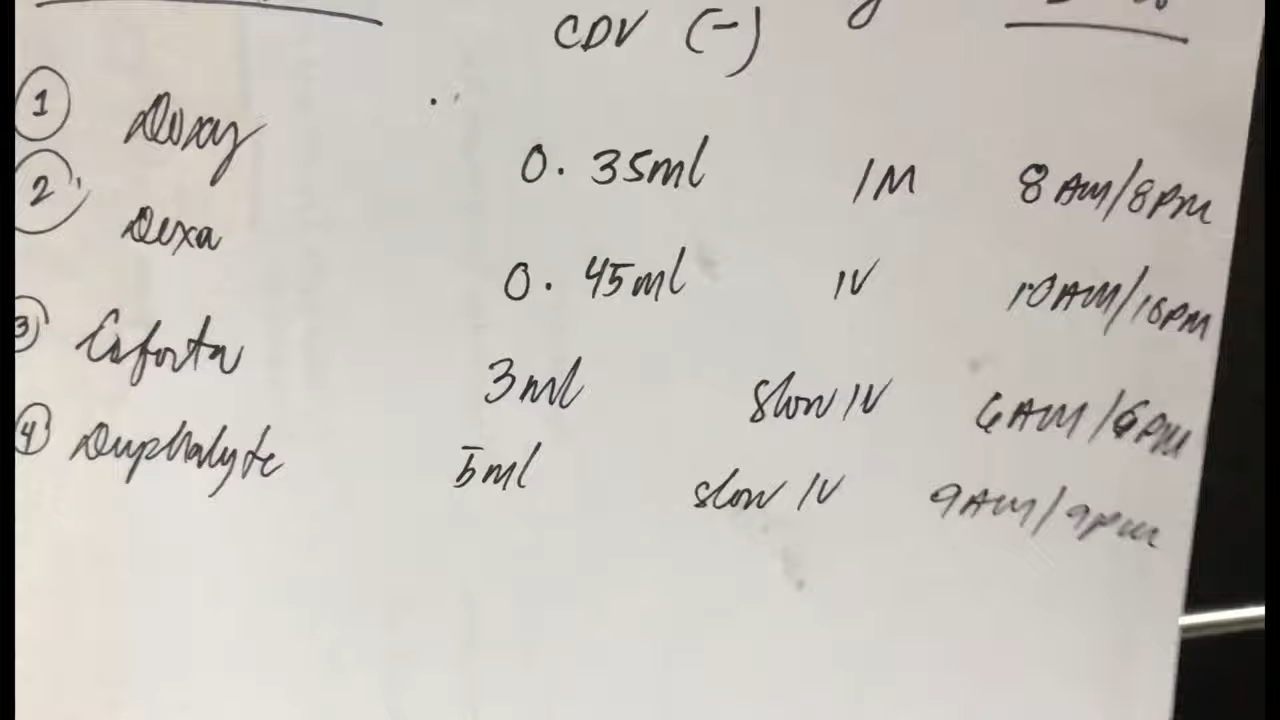 CDV (-)
1 Doxy 0.35ml IM 8AM/8PM
2 Dexa 0.45ml IV 10AM/10PM
3 Coforta 3ml slow IV 6AM/6PM
4 Duphalyte 5ml slow IV 9AM/9PM